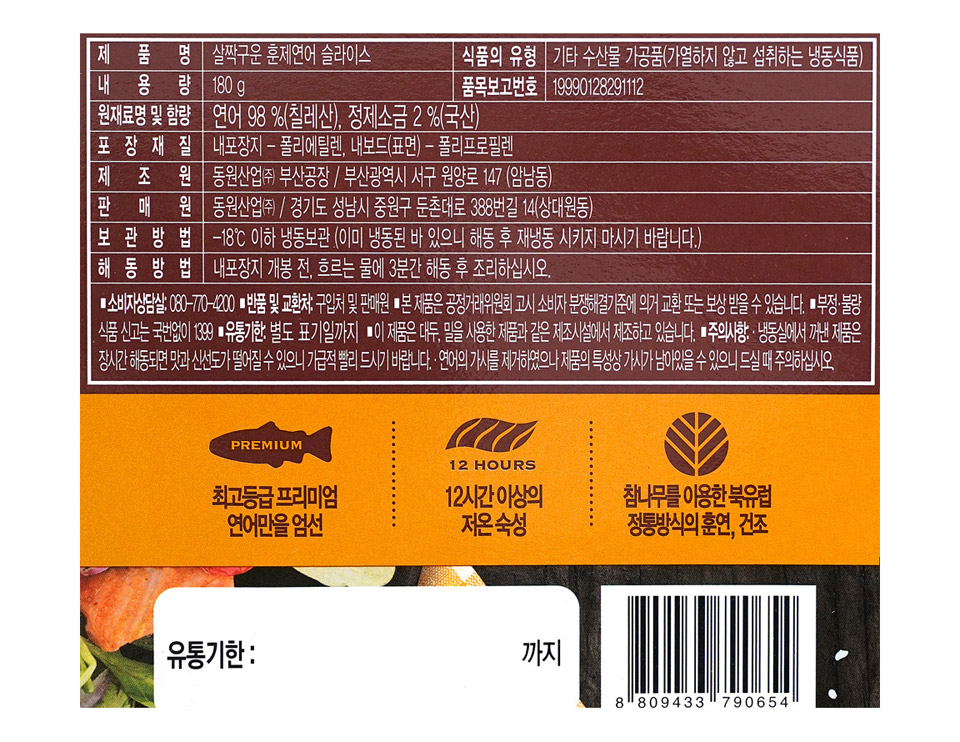 제품명 살짝구운 훈제연어 슬라이스 식품의 유형 기타 수산물 가공품(가열하지 않고 섭취하는 냉동식품)
내용량 180 g 품목보고번호 19990128291112
원재료명 및 함량 연어 98 %(칠레산), 정제소금 2 %(국산)
포장재질 내포장지 - 폴리에틸렌, 내보드(표면) - 폴리프로필렌
제조원 동원산업㈜ 부산공장 / 부산광역시 서구 원양로 147 (암남동)
판매원 동원산업㈜ / 경기도 성남시 중원구 둔촌대로 388번길 14(상대원동)
보관방법 -18℃ 이하 냉동보관 (이미 냉동된 바 있으니 해동 후 재냉동 시키지 마시기 바랍니다.)
해동방법 내포장지 개봉 전, 흐르는 물에 3분간 해동 후 조리하십시오.
■소비자상담실: 080-770-4200 ■반품 및 교환처: 구입처 및 판매원 ■본 제품은 공정거래위원회 고시 소비자 분쟁해결기준에 의거 교환 또는 보상 받을 수 있습니다. ■부정·불량
식품 신고는 국번없이 1399 ■유통기한: 별도 표기일까지 ■이 제품은 대두, 밀을 사용한 제품과 같은 제조시설에서 제조하고 있습니다. ■주의사항: · 냉동실에서 꺼낸 제품은
장시간 해동되면 맛과 신선도가 떨어질 수 있으니 가급적 빨리 드시기 바랍니다. · 연어의 가시를 제거하였으나 제품의 특성상 가시가 남아있을 수 있으니 드실 때 주의하십시오.
PREMIUM
최고등급 프리미엄
연어만을 엄선
12 HOURS
12시간 이상의
저온 숙성
참나무를 이용한 북유럽
정통방식의 훈연, 건조
유통기한 : 까지
8 809433 790654